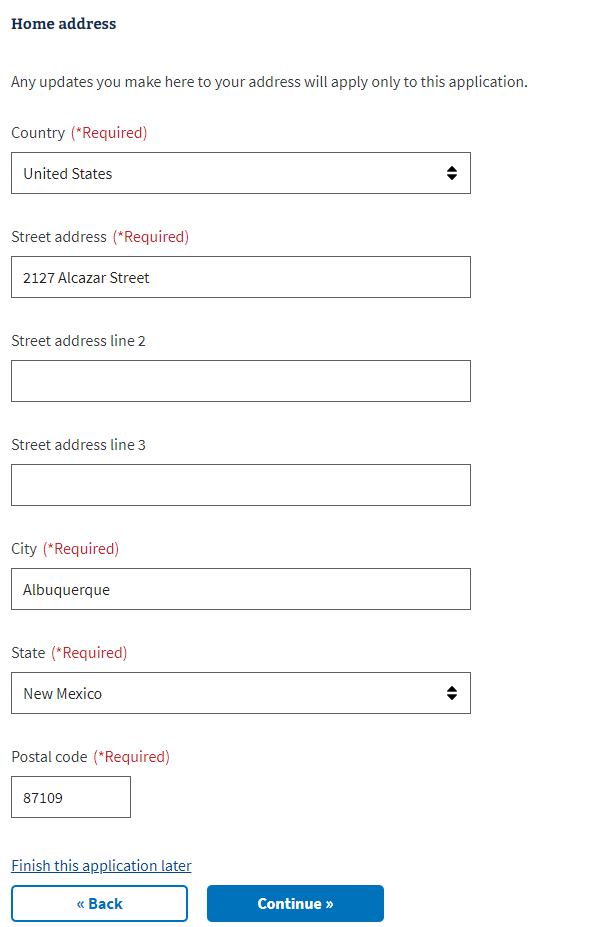 Home address
Any updates you make here to your address will apply only to this application.
Country (*Required)
United States
Street address (*Required)
2127 Alcazar Street
Street address line 2
Street address line 3
City (*Required)
Albuquerque
State (*Required)
New Mexico
Postal code (*Required)
87109
Finish this application later
« Back
Continue »